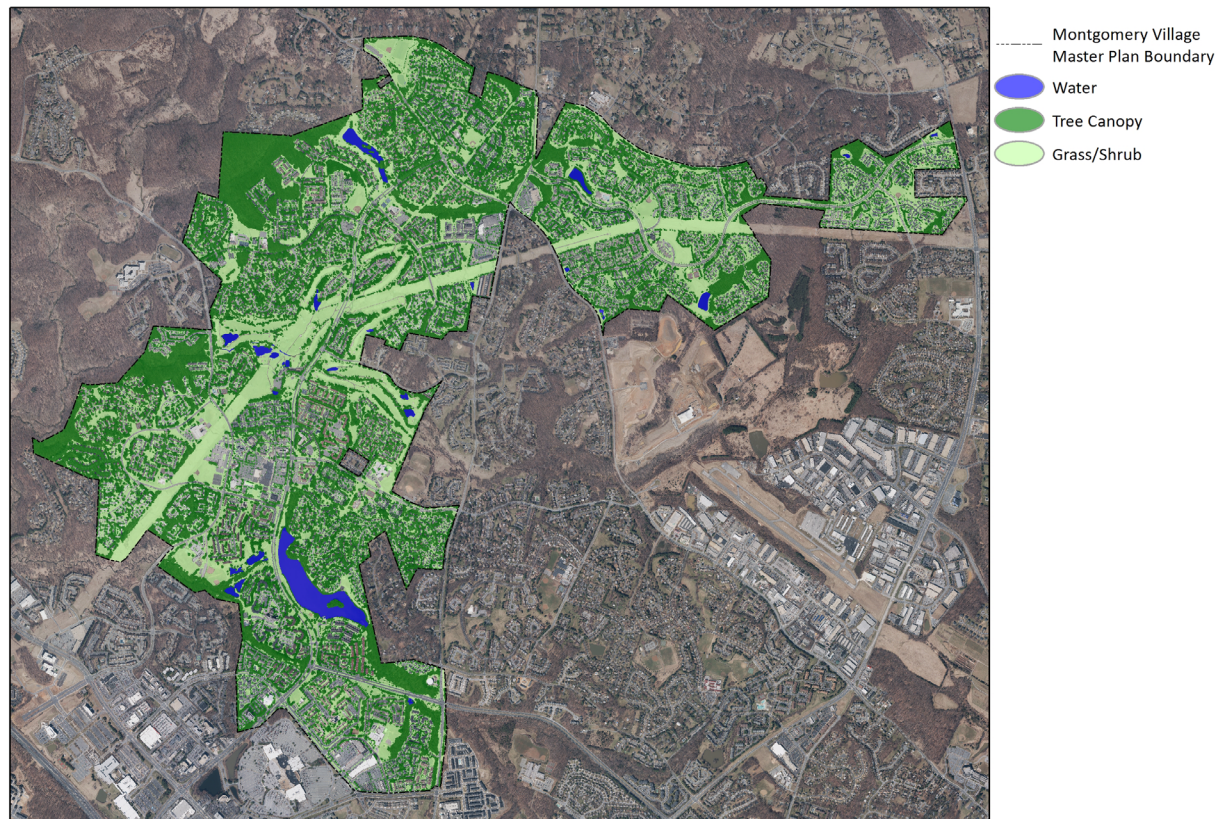 Montgomery Village
Master Plan Boundary
Water
Tree Canopy
Grass/Shrub